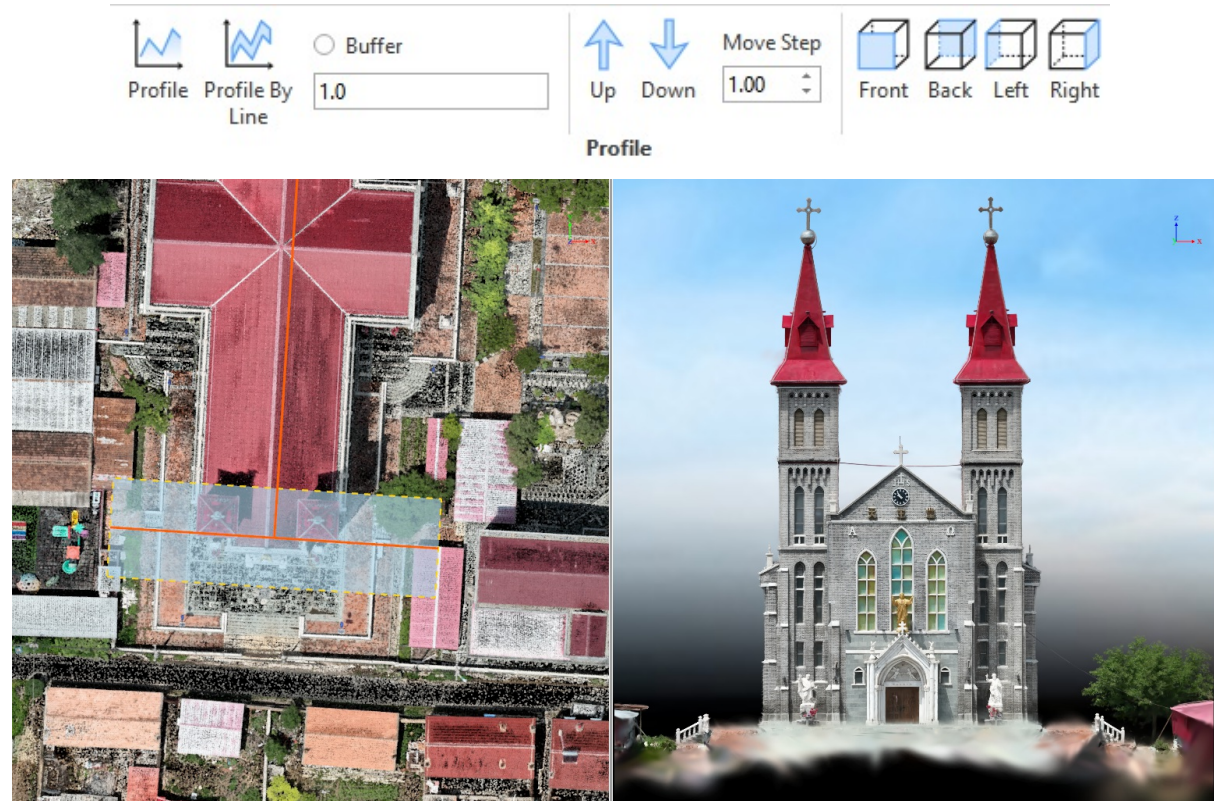 Profile
Profile By
Line
Buffer
1.0
Up
Down
Move Step
1.00
Front
Back
Left
Right
Profile
x
z
x